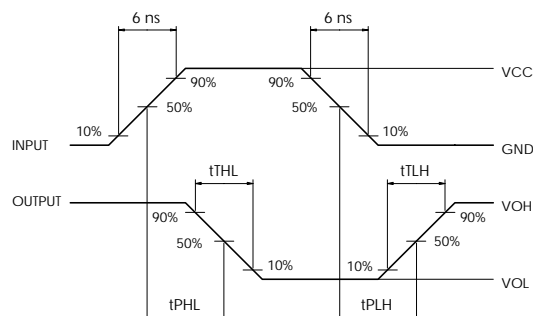 6 ns 6 ns
90% 90% VCC
50% 50%
10% 10%
INPUT GND
tTHL tTLH
OUTPUT VOH
90% 90%
50% 50%
10% 10%
VOL
tPHL tPLH